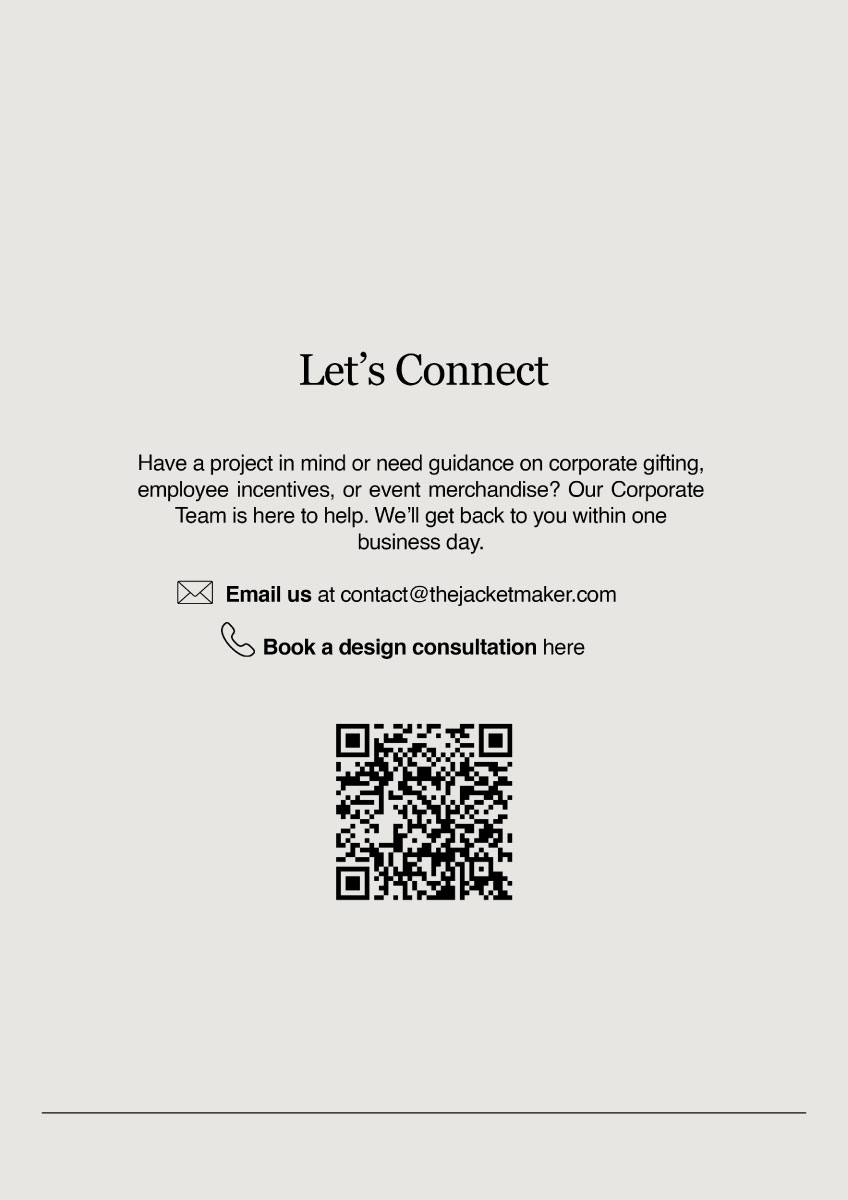 Let’s Connect
Have a project in mind or need guidance on corporate gifting,
employee incentives, or event merchandise? Our Corporate
Team is here to help. We’ll get back to you within one
business day.
Email us at contact@thejacketmaker.com
Book a design consultation here